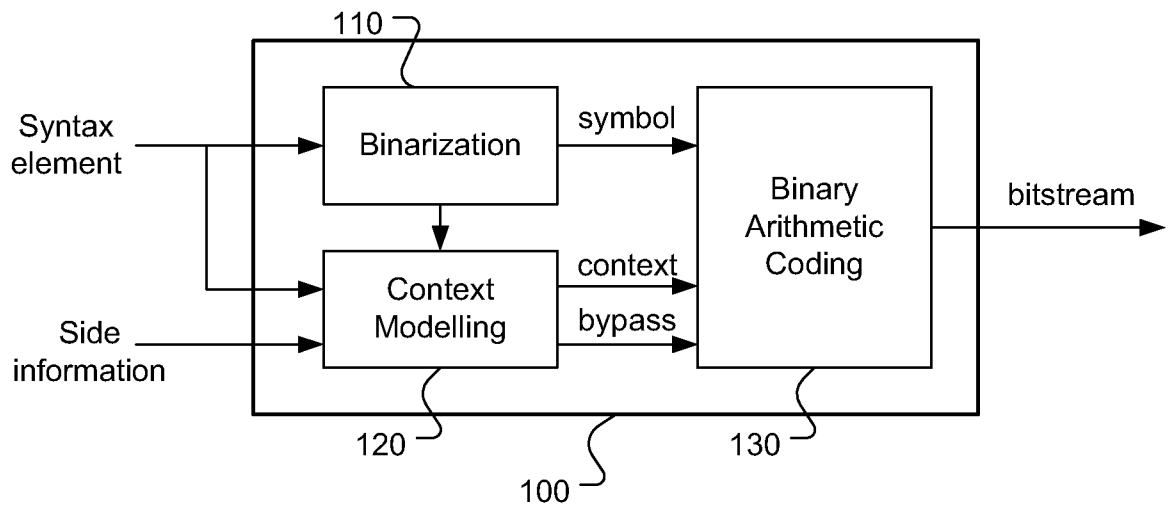 110
Syntax
element
Binarization
symbol
Binary
Arithmetic
Coding
bitstream
Context
Modelling
context
bypass
Side
information
120
130
100